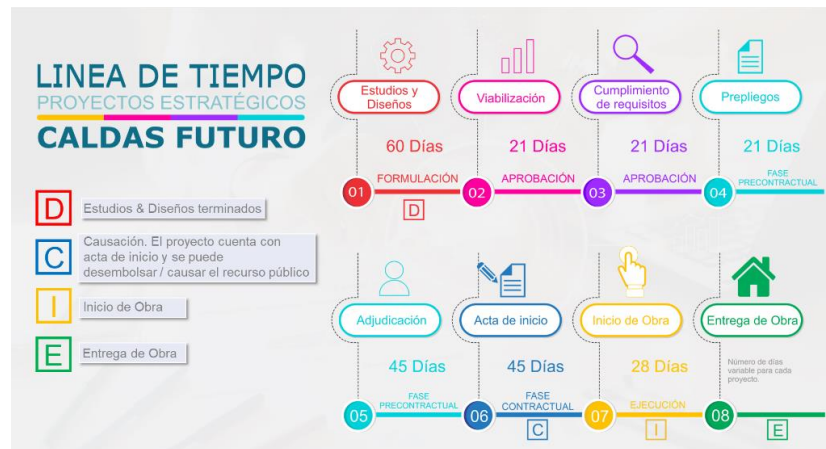 LINEA DE TIEMPO
PROYECTOS ESTRATÉGICOS
CALDAS FUTURO
D
Estudios & Diseños terminados
C
Causación. El proyecto cuenta con
acta de inicio y se puede
desembolsar / causar el recurso público
I
Inicio de Obra
E
Entrega de Obra
Estudios y
Diseños
60 Días
FORMULACIÓN
01
D
Viabilización
21 Días
APROBACIÓN
02
Cumplimiento
de requisitos
21 Días
APROBACIÓN
03
Prepliegos
21 Días
FASE
PRECONTRACTUAL
04
Adjudicación
45 Días
FASE
PRECONTRACTUAL
05
Acta de inicio
45 Días
FASE
CONTRACTUAL
06
C
Inicio de Obra
28 Días
EJECUCIÓN
07
I
Entrega de Obra
Número de días
variable para cada
proyecto.
08
E